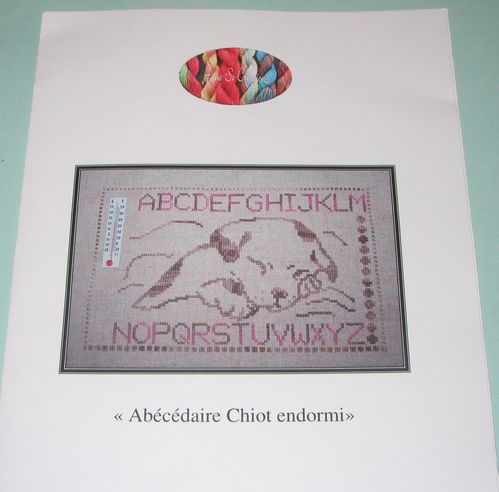 ABCDEFGHIJKLM
NOPQRSTUVWXYZ
« Abécédaire Chiot endormi»